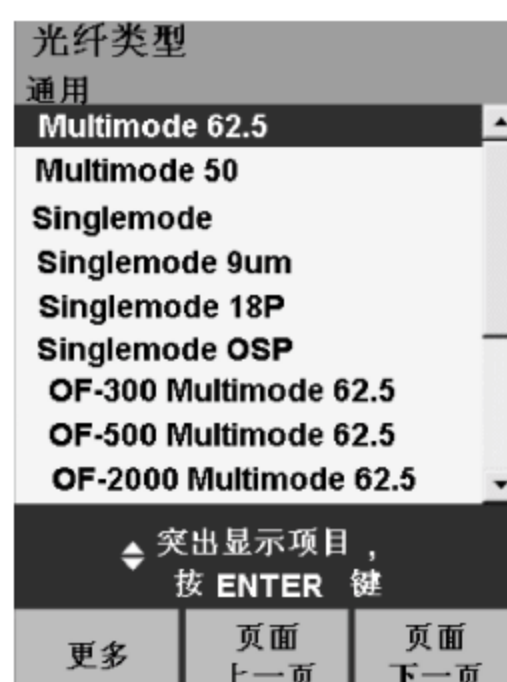 光纤类型
通用
Multimode 62.5
Multimode 50
Singlemode
Singlemode 9um
Singlemode 18P
Singlemode OSP
OF-300 Multimode 62.5
OF-500 Multimode 62.5
OF-2000 Multimode 62.5
突出显示项目，
按 ENTER 键
更多
页面
上一页
页面
下一页